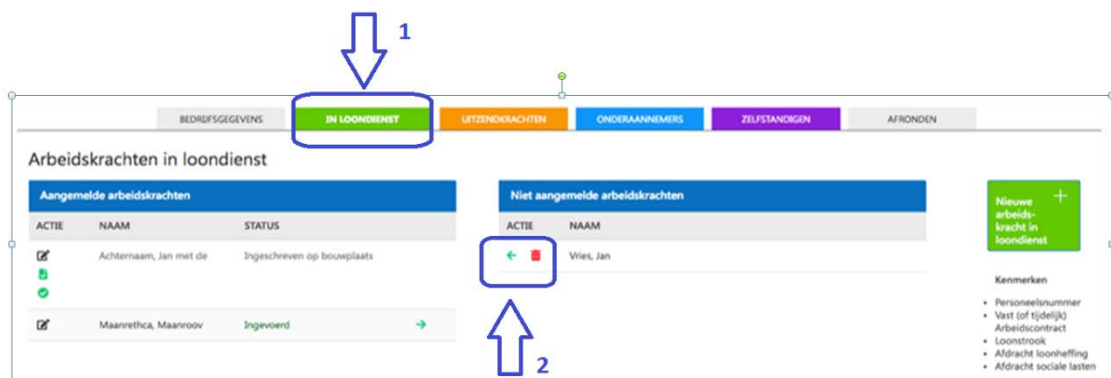 1
BEDRIJFSGEGEVENS IN LOONDIENST UITZENDKRACHTEN ONDERAANNEMERS ZELFSTANDIGEN AFRONDEN
Arbeidskrachten in loondienst
Aangemelde arbeidskrachten
ACTIE NAAM STATUS
Achternaam, Jan met de Ingeschreven op bouwplaats
Maanrethca, Maanroov Ingevoerd
Niet aangemelde arbeidskrachten
ACTIE NAAM
Vries, Jan
2
Nieuwe
arbeids-
kracht in
loondienst
Kenmerken
Personeelsnummer
Vast (of tijdelijk)
Arbeidscontract
Loonstrook
Afdracht loonheffing
Afdracht sociale lasten